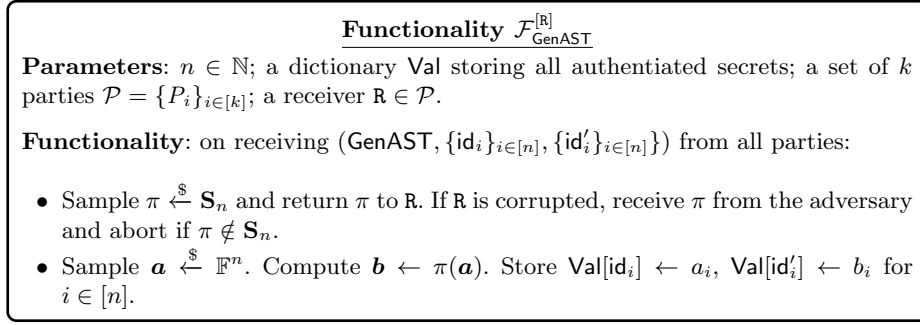 Functionality $\mathcal{F}_{\mathsf{GenAST}}^{[\mathtt{R}]}$
Parameters: $n \in \mathbb{N}$; a dictionary $\mathsf{Val}$ storing all authenticated secrets; a set of $k$
parties $\mathcal{P} = \{P_i\}_{i\in[k]}$; a receiver $\mathtt{R} \in \mathcal{P}$.
Functionality: on receiving $(\mathsf{GenAST}, \{\mathsf{id}_i\}_{i\in[n]}, \{\mathsf{id}'_i\}_{i\in[n]}\})$ from all parties:
• Sample $\pi \xleftarrow{\$} \mathbf{S}_n$ and return $\pi$ to $\mathtt{R}$. If $\mathtt{R}$ is corrupted, receive $\pi$ from the adversary
and abort if $\pi \notin \mathbf{S}_n$.
• Sample $\boldsymbol{a} \xleftarrow{\$} \mathbb{F}^n$. Compute $\boldsymbol{b} \leftarrow \pi(\boldsymbol{a})$. Store $\mathsf{Val}[\mathsf{id}_i] \leftarrow a_i$, $\mathsf{Val}[\mathsf{id}'_i] \leftarrow b_i$ for
$i \in [n]$.